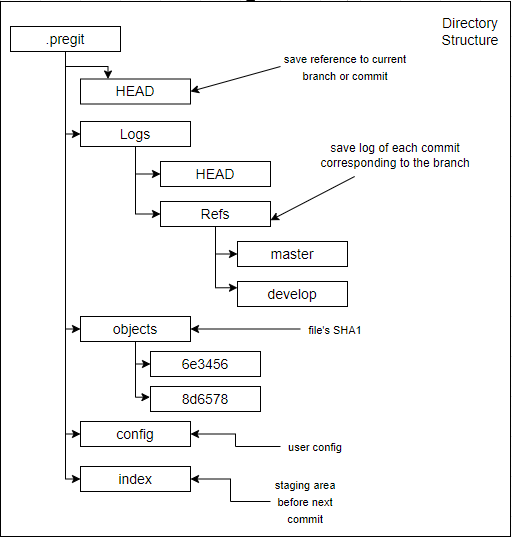 Directory
Structure
.pregit
save reference to current
branch or commit
HEAD
Logs
save log of each commit
corresponding to the branch
HEAD
Refs
master
develop
objects
file's SHA1
6e3456
8d6578
config
user config
index
staging area
before next
commit